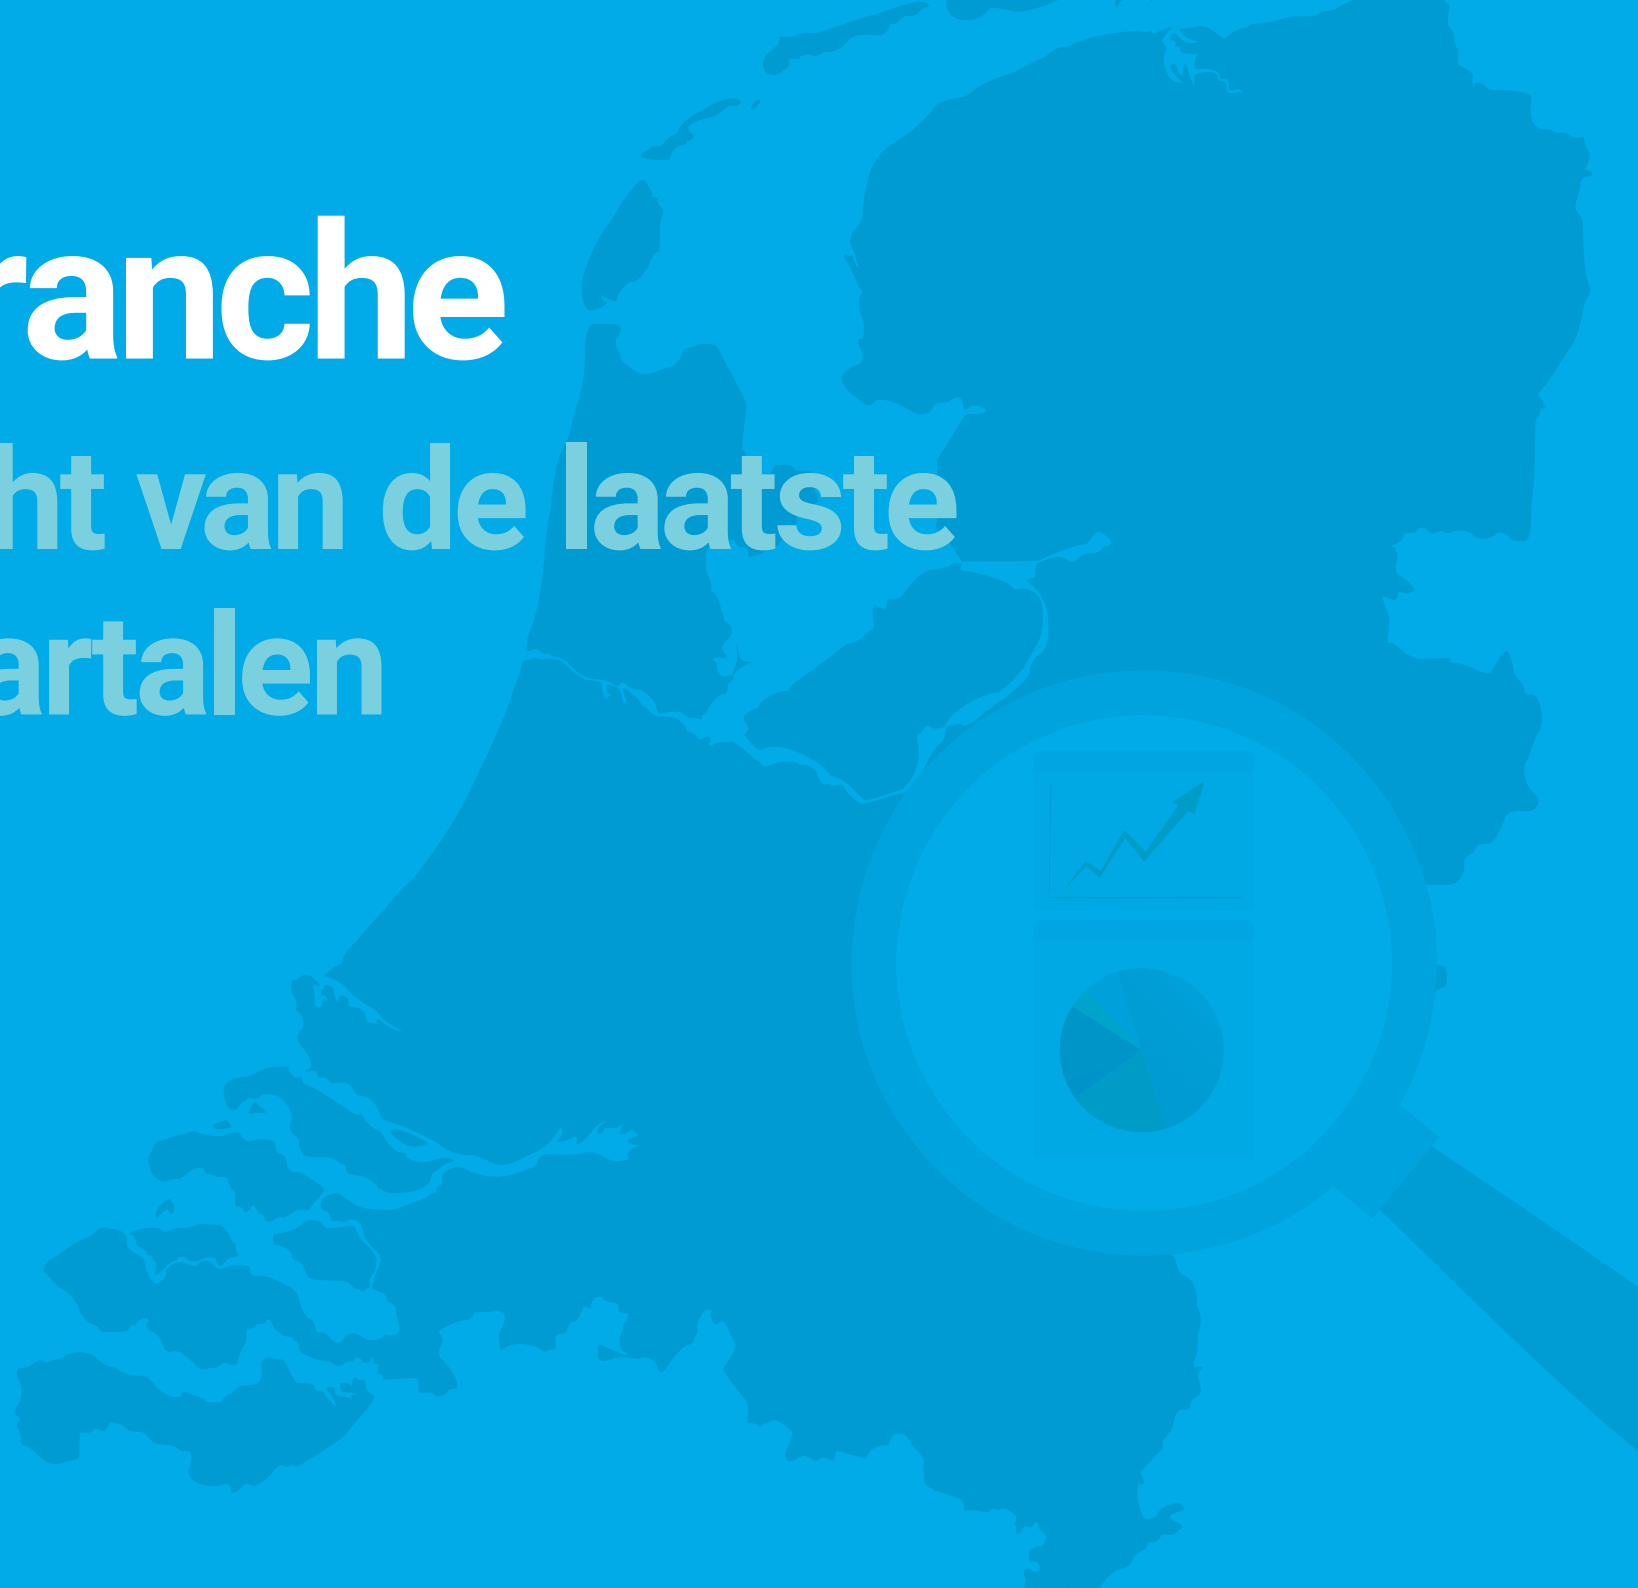 ranche
ht van de laatste
artalen